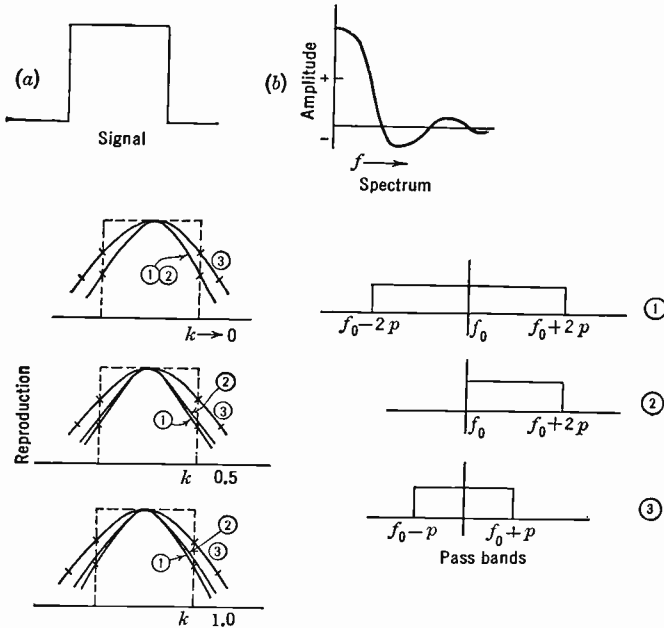 (a)
Signal
(b)
Amplitude
+
-
f
Spectrum
Reproduction
1 2
3
k→0
2
3
1
k 0.5
2
3
1
k 1.0
f₀-2p
f₀
f₀+2p
1
f₀
f₀+2p
2
f₀-p
f₀+p
3
Pass bands